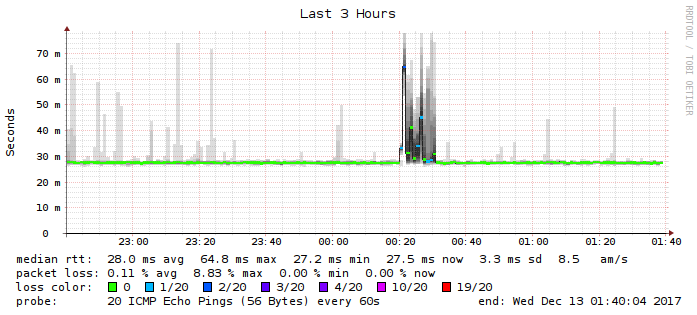 Last 3 Hours
RRDTOOL / TOBI OETIKER
Seconds
70 m
60 m
50 m
40 m
30 m
20 m
10 m
0
23:00 23:20 23:40 00:00 00:20 00:40 01:00 01:20 01:40
median rtt: 28.0 ms avg 64.8 ms max 27.2 ms min 27.5 ms now 3.3 ms sd 8.5 am/s
packet loss: 0.11 % avg 8.83 % max 0.00 % min 0.00 % now
loss color: 0 1/20 2/20 3/20 4/20 10/20 19/20
probe: 20 ICMP Echo Pings (56 Bytes) every 60s end: Wed Dec 13 01:40:04 2017